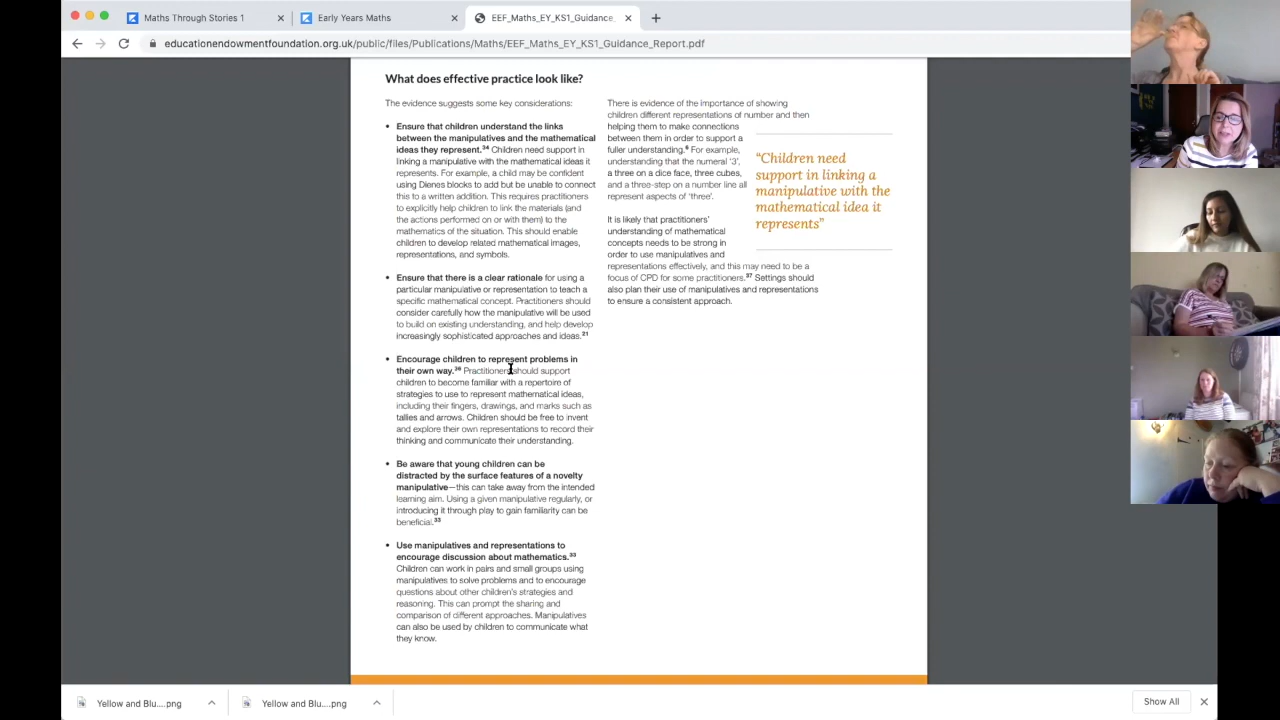 Maths Through Stories 1
Early Years Maths
EEF_Maths_EY_KS1_Guidance_
educationendowmentfoundation.org.uk/public/files/Publications/Maths/EEF_Maths_EY_KS1_Guidance_Report.pdf
What does effective practice look like?
The evidence suggests some key considerations:
• Ensure that children understand the links
between the manipulatives and the mathematical
ideas they represent.34 Children need support in
linking a manipulative with the mathematical ideas it
represents. For example, a child may be confident
using Dienes blocks to add but be unable to connect
this to a written addition. This requires practitioners
to explicitly help children to link the materials (and
the actions performed on or with them) to the
mathematics of the situation. This should enable
children to develop related mathematical images,
representations, and symbols.
• Ensure that there is a clear rationale for using a
particular manipulative or representation to teach a
specific mathematical concept. Practitioners should
consider carefully how the manipulative will be used
to build on existing understanding, and help develop
increasingly sophisticated approaches and ideas.21
• Encourage children to represent problems in
their own way.36 Practitioners should support
children to become familiar with a repertoire of
strategies to use to represent mathematical ideas,
including their fingers, drawings, and marks such as
tallies and arrows. Children should be free to invent
and explore their own representations to record their
thinking and communicate their understanding.
• Be aware that young children can be
distracted by the surface features of a novelty
manipulative—this can take away from the intended
learning aim. Using a given manipulative regularly, or
introducing it through play to gain familiarity can be
beneficial.33
• Use manipulatives and representations to
encourage discussion about mathematics.33
Children can work in pairs and small groups using
manipulatives to solve problems and to encourage
questions about other children's strategies and
reasoning. This can prompt the sharing and
comparison of different approaches. Manipulatives
can also be used by children to communicate what
they know.
There is evidence of the importance of showing
children different representations of number and then
helping them to make connections
between them in order to support a
fuller understanding.6 For example,
understanding that the numeral '3',
a three on a dice face, three cubes,
and a three-step on a number line all
represent aspects of 'three'.
It is likely that practitioners'
understanding of mathematical
concepts needs to be strong in
order to use manipulatives and
representations effectively, and this may need to be a
focus of CPD for some practitioners.37 Settings should
also plan their use of manipulatives and representations
to ensure a consistent approach.
"Children need
support in linking a
manipulative with the
mathematical idea it
represents"
Yellow and Blu....png
Yellow and Blu....png
Show All